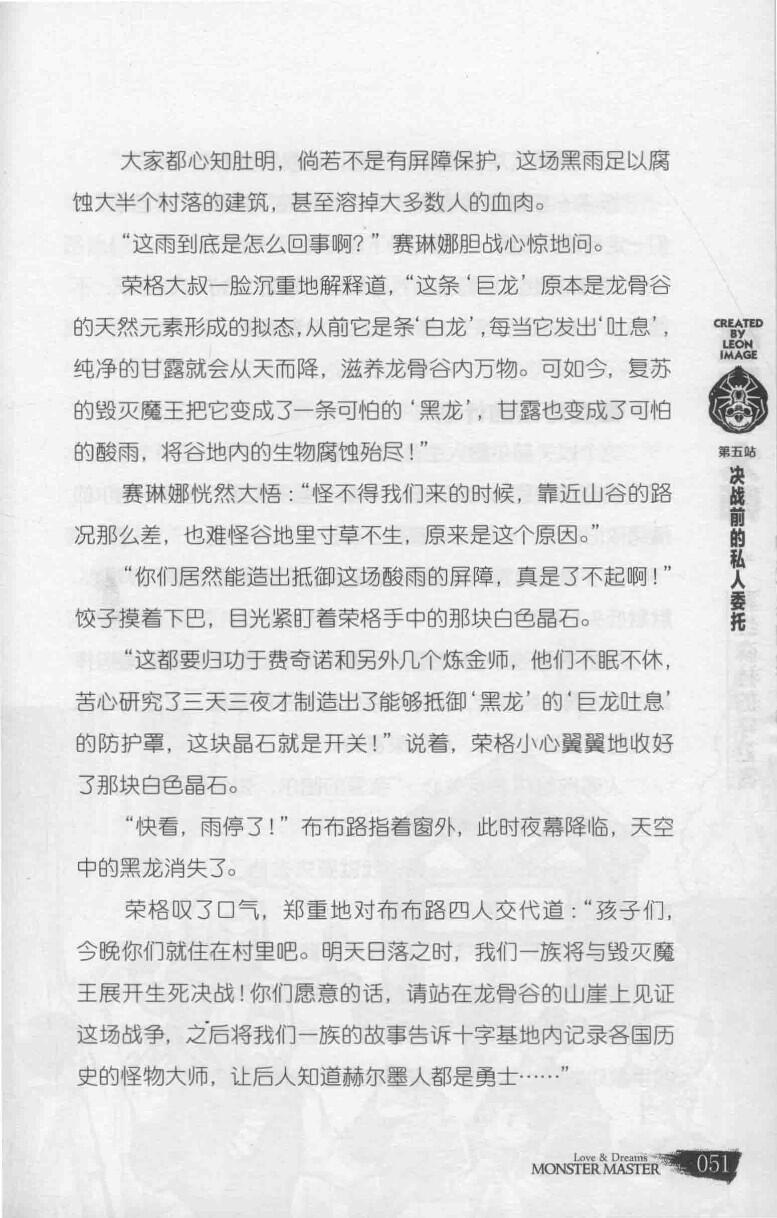 大家都心知肚明，倘若不是有屏障保护，这场黑雨足以腐
蚀大半个村落的建筑，甚至溶掉大多数人的血肉。
“这雨到底是怎么回事啊？”赛琳娜胆战心惊地问。
荣格大叔一脸沉重地解释道，“这条‘巨龙’原本是龙骨谷
的天然元素形成的拟态，从前它是条‘白龙’，每当它发出‘吐息’，
纯净的甘露就会从天而降，滋养龙骨谷内万物。可如今，复苏
的毁灭魔王把它变成了一条可怕的‘黑龙’，甘露也变成了可怕
的酸雨，将谷地内的生物腐蚀殆尽！”
赛琳娜恍然大悟：“怪不得我们来的时候，靠近山谷的路
况那么差，也难怪谷地里寸草不生，原来是这个原因。”
“你们居然能造出抵御这场酸雨的屏障，真是了不起啊！”
饺子摸着下巴，目光紧盯着荣格手中的那块白色晶石。
“这都要归功于费奇诺和另外几个炼金师，他们不眠不休，
苦心研究了三天三夜才制造出了能够抵御‘黑龙’的‘巨龙吐息’
的防护罩，这块晶石就是开关！”说着，荣格小心翼翼地收好
了那块白色晶石。
“快看，雨停了！”布布路指着窗外，此时夜幕降临，天空
中的黑龙消失了。
荣格叹了口气，郑重地对布布路四人交代道：“孩子们，
今晚你们就住在村里吧。明天日落之时，我们一族将与毁灭魔
王展开生死决战！你们愿意的话，请站在龙骨谷的山崖上见证
这场战争，之后将我们一族的故事告诉十字基地内记录各国历
史的怪物大师，让后人知道赫尔墨人都是勇士……”
CREATED
BY
LEON
IMAGE
第五站
决战前的私人委托
Love & Dreams
MONSTER MASTER
051